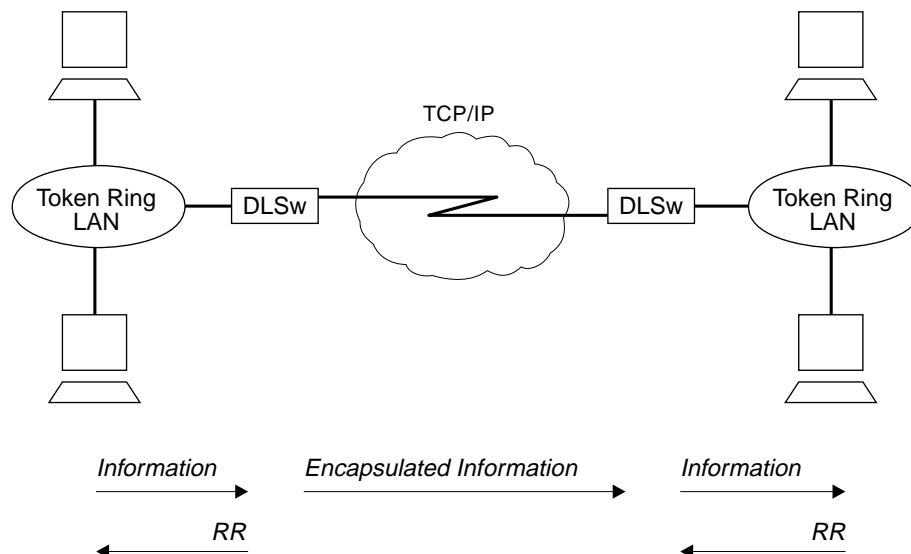 TCP/IP
Token Ring
LAN
DLSw
DLSw
Token Ring
LAN
Information
Encapsulated Information
Information
RR
RR